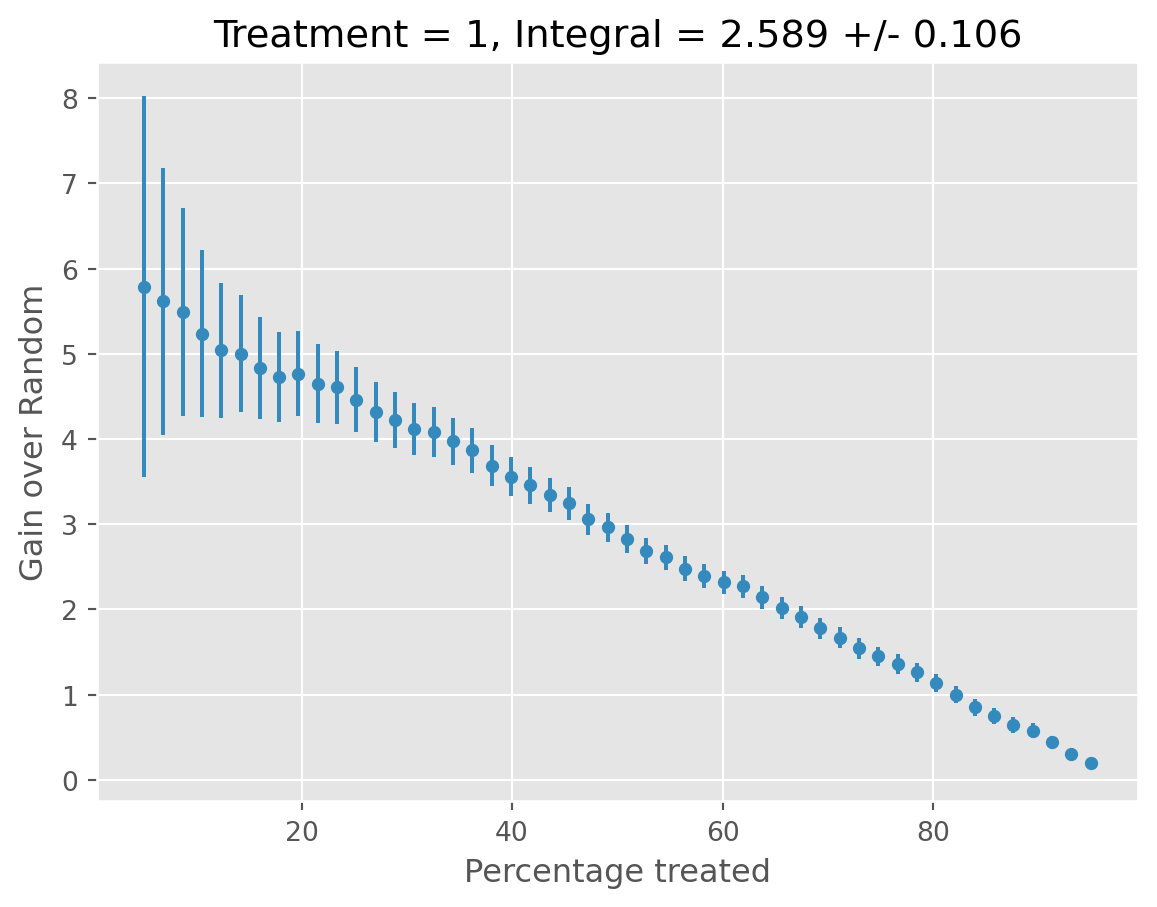 Treatment = 1, Integral = 2.589 +/- 0.106
8
7
6
5
4
3
2
1
0
Gain over Random
20 40 60 80
Percentage treated